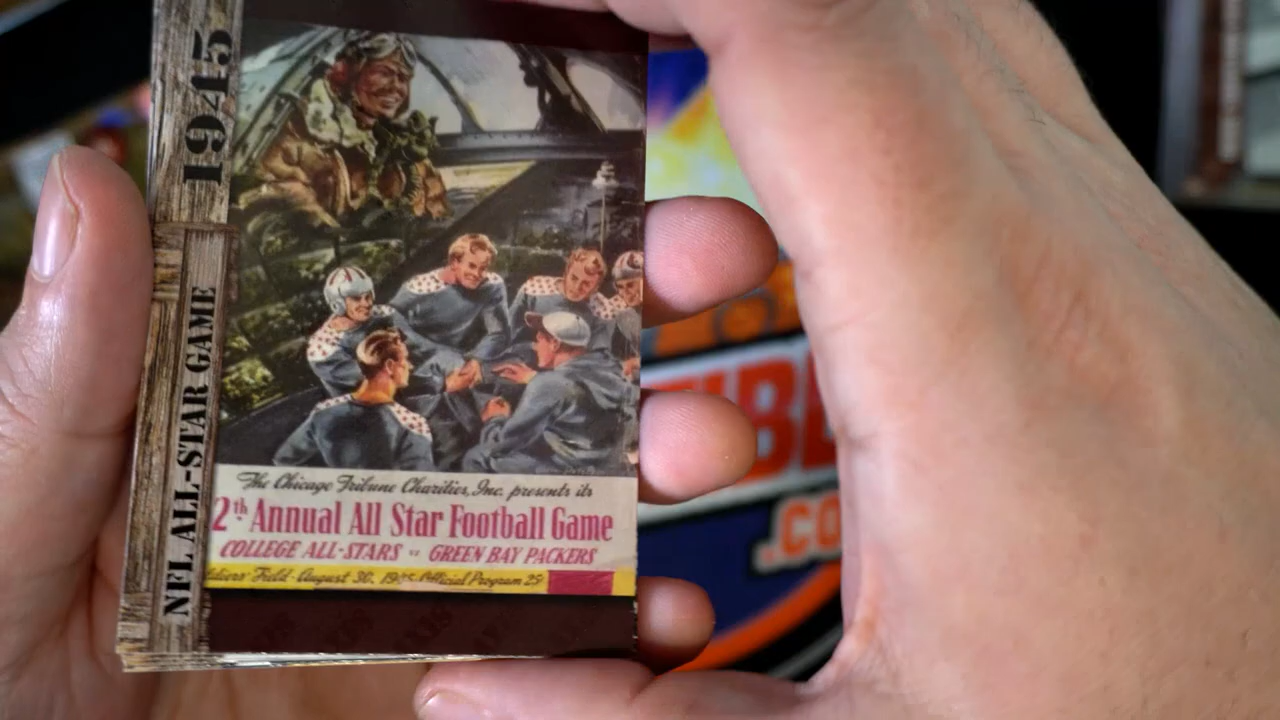 1945
NFL ALL-STAR GAME
The Chicago Tribune Charities, Inc. presents its
2th Annual All Star Football Game
COLLEGE ALL-STARS vs GREEN BAY PACKERS
Field · August 30, 1945 Official Program 25
.CO